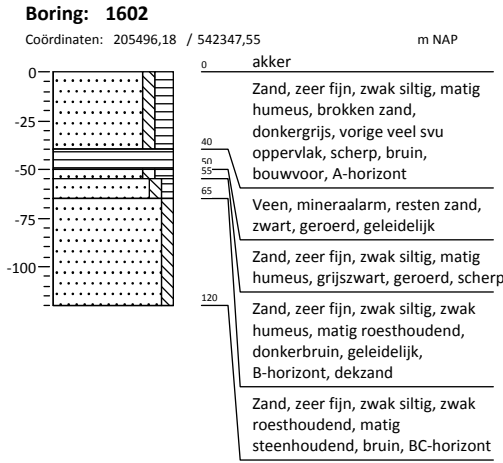 Boring: 1602
Coördinaten: 205496,18 / 542347,55 m NAP
0
-25
-50
-75
-100
0
40
50
55
65
120
akker
Zand, zeer fijn, zwak siltig, matig
humeus, brokken zand,
donkergrijs, vorige veel svu
oppervlak, scherp, bruin,
bouwvoor, A-horizont
Veen, mineraalarm, resten zand,
zwart, geroerd, geleidelijk
Zand, zeer fijn, zwak siltig, matig
humeus, grijszwart, geroerd, scherp
Zand, zeer fijn, zwak siltig, zwak
humeus, matig roesthoudend,
donkerbruin, geleidelijk,
B-horizont, dekzand
Zand, zeer fijn, zwak siltig, zwak
roesthoudend, matig
steenhoudend, bruin, BC-horizont